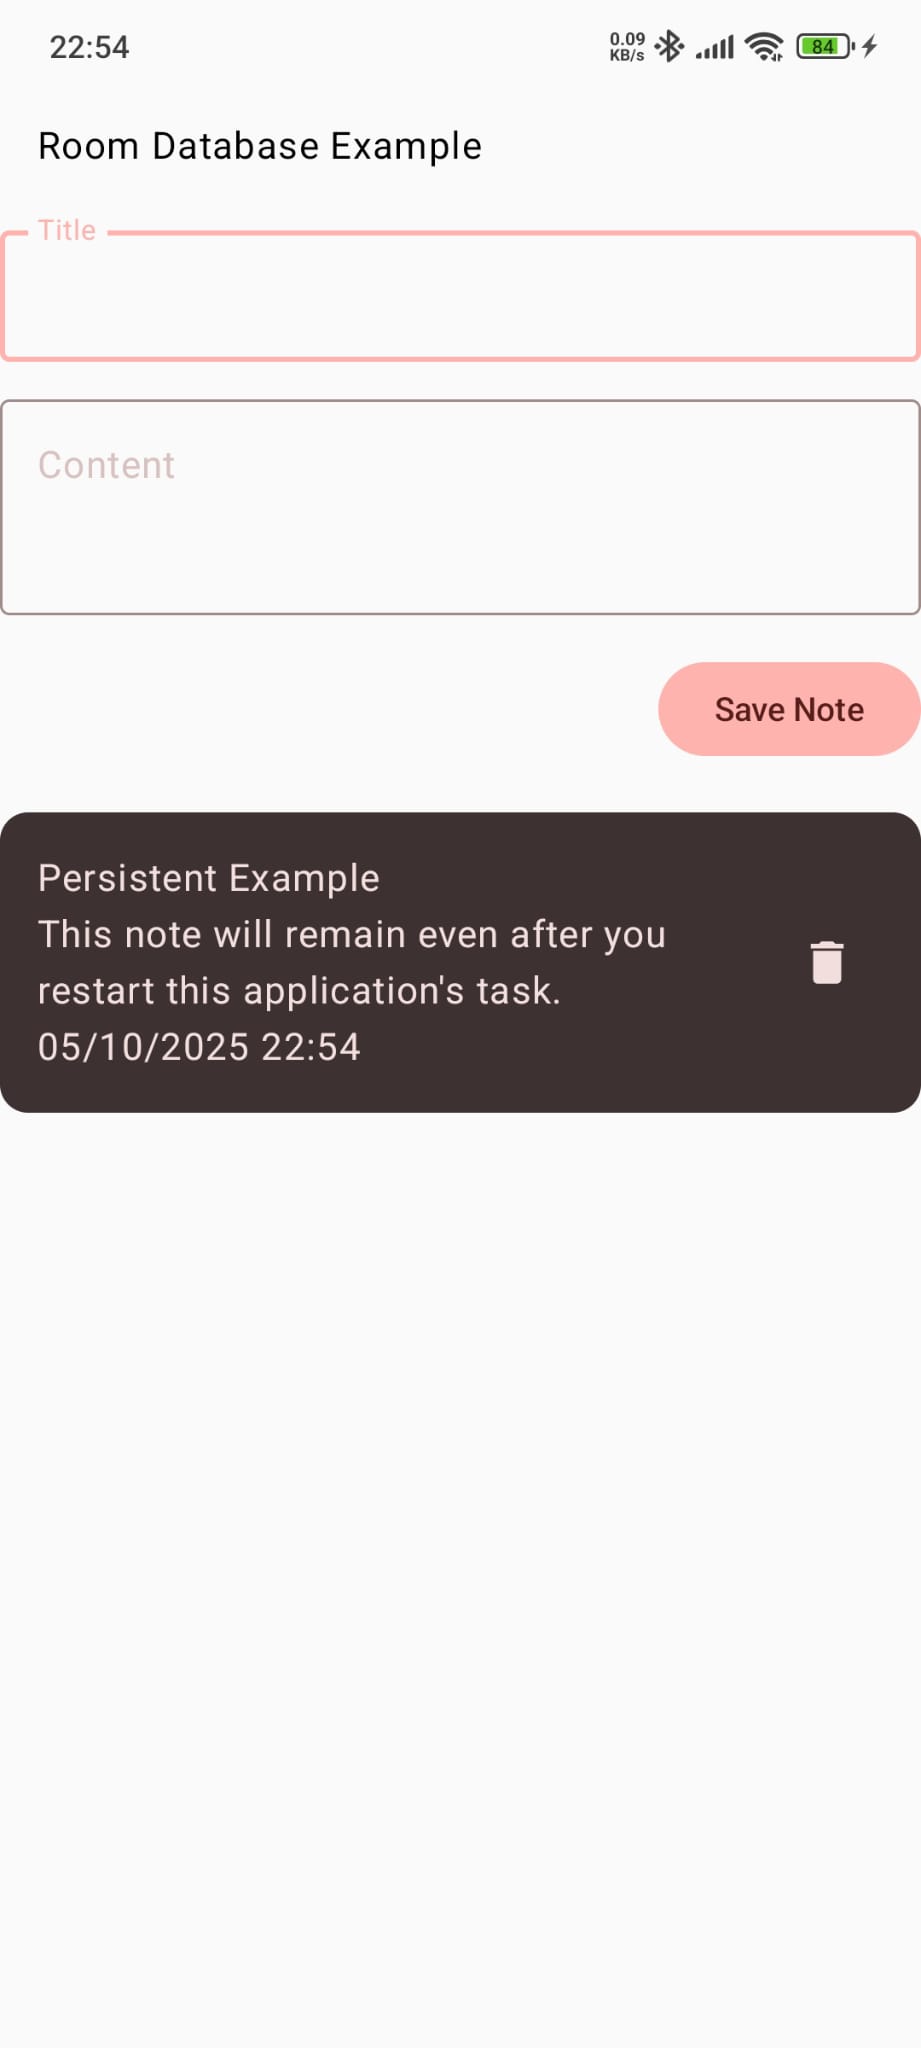 22:54
0.09
KB/s
84
Room Database Example
Title
Content
Save Note
Persistent Example
This note will remain even after you
restart this application's task.
05/10/2025 22:54